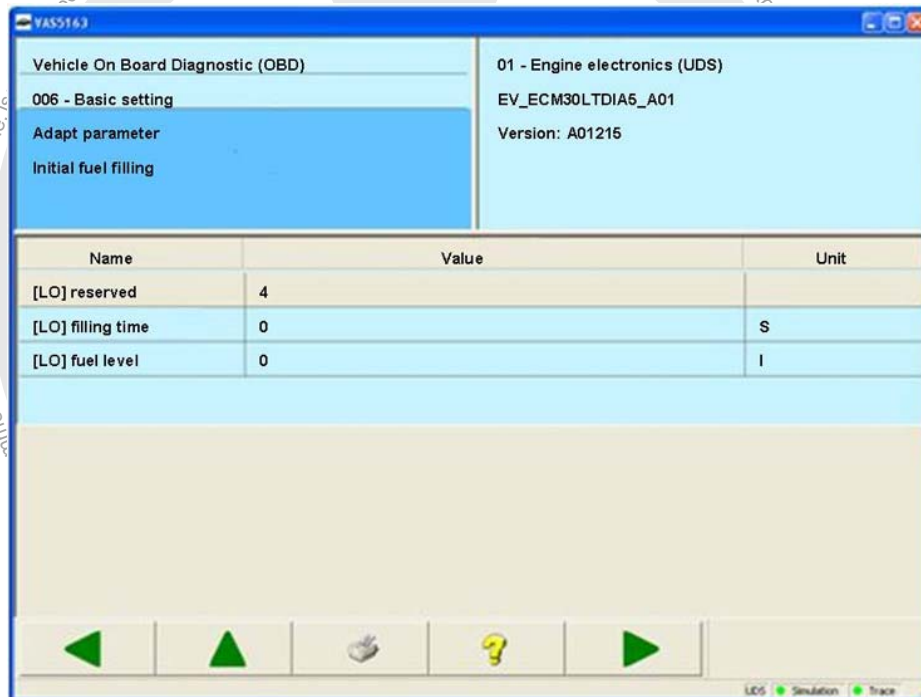 VAS5163
Vehicle On Board Diagnostic (OBD)
006 - Basic setting
Adapt parameter
Initial fuel filling
01 - Engine electronics (UDS)
EV_ECM30LTDIA5_A01
Version: A01215
Name Value Unit
[LO] reserved 4
[LO] filling time 0 S
[LO] fuel level 0 l
UDS Simulation Trace